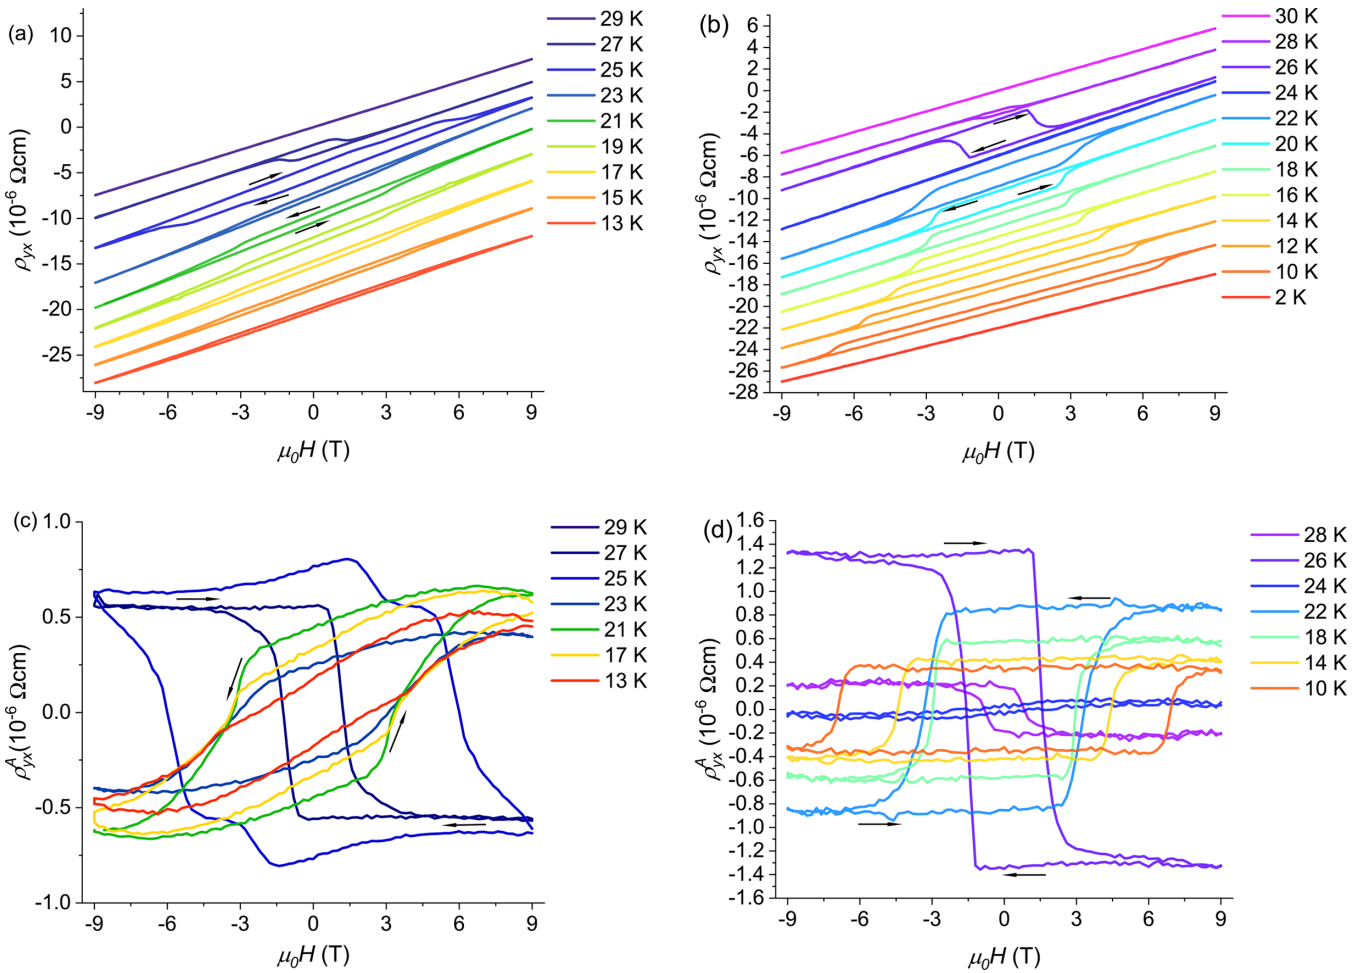 (a)
10
5
0
-5
-10
-15
-20
-25
ρyx (10⁻⁶ Ωcm)
-9 -6 -3 0 3 6 9
μ₀H (T)
29 K
27 K
25 K
23 K
21 K
19 K
17 K
15 K
13 K
(b)
6
4
2
0
-2
-4
-6
-8
-10
-12
-14
-16
-18
-20
-22
-24
-26
-28
ρyx (10⁻⁶ Ωcm)
-9 -6 -3 0 3 6 9
μ₀H (T)
30 K
28 K
26 K
24 K
22 K
20 K
18 K
16 K
14 K
12 K
10 K
2 K
(c)
1.0
0.5
0.0
-0.5
-1.0
ρᴬyx(10⁻⁶ Ωcm)
-9 -6 -3 0 3 6 9
μ₀H (T)
29 K
27 K
25 K
23 K
21 K
17 K
13 K
(d)
1.6
1.4
1.2
1.0
0.8
0.6
0.4
0.2
0.0
-0.2
-0.4
-0.6
-0.8
-1.0
-1.2
-1.4
-1.6
ρᴬyx (10⁻⁶ Ωcm)
-9 -6 -3 0 3 6 9
μ₀H (T)
28 K
26 K
24 K
22 K
18 K
14 K
10 K